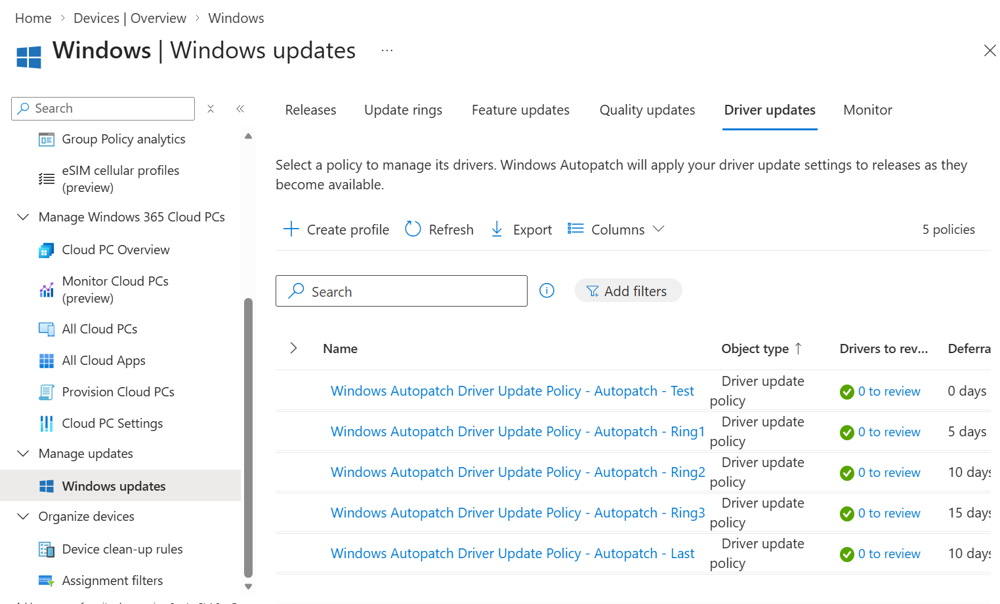 Home > Devices | Overview > Windows
Windows | Windows updates ...
Search
Group Policy analytics
eSIM cellular profiles
(preview)
Manage Windows 365 Cloud PCs
Cloud PC Overview
Monitor Cloud PCs
(preview)
All Cloud PCs
All Cloud Apps
Provision Cloud PCs
Cloud PC Settings
Manage updates
Windows updates
Organize devices
Device clean-up rules
Assignment filters
Releases Update rings Feature updates Quality updates Driver updates Monitor
Select a policy to manage its drivers. Windows Autopatch will apply your driver update settings to releases as they
become available.
Create profile Refresh Export Columns 5 policies
Search Add filters
Name Object type ↑ Drivers to rev... Deferra
Windows Autopatch Driver Update Policy - Autopatch - Test Driver update policy 0 to review 0 days
Windows Autopatch Driver Update Policy - Autopatch - Ring1 Driver update policy 0 to review 5 days
Windows Autopatch Driver Update Policy - Autopatch - Ring2 Driver update policy 0 to review 10 days
Windows Autopatch Driver Update Policy - Autopatch - Ring3 Driver update policy 0 to review 15 days
Windows Autopatch Driver Update Policy - Autopatch - Last Driver update policy 0 to review 10 days